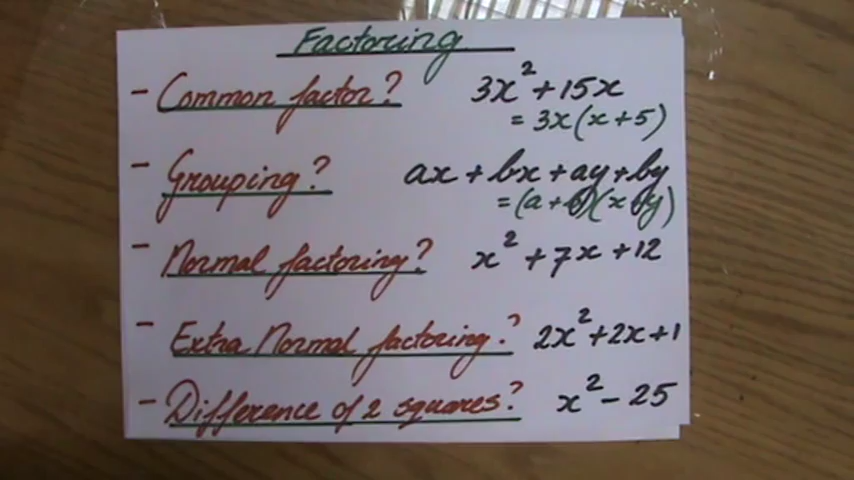 Factoring
- Common factor? 3x² + 15x
= 3x(x + 5)
- Grouping? ax + bx + ay + by
= (a + b)(x + y)
- Normal factoring? x² + 7x + 12
- Extra Normal factoring? 2x² + 2x + 1
- Difference of 2 squares? x² - 25